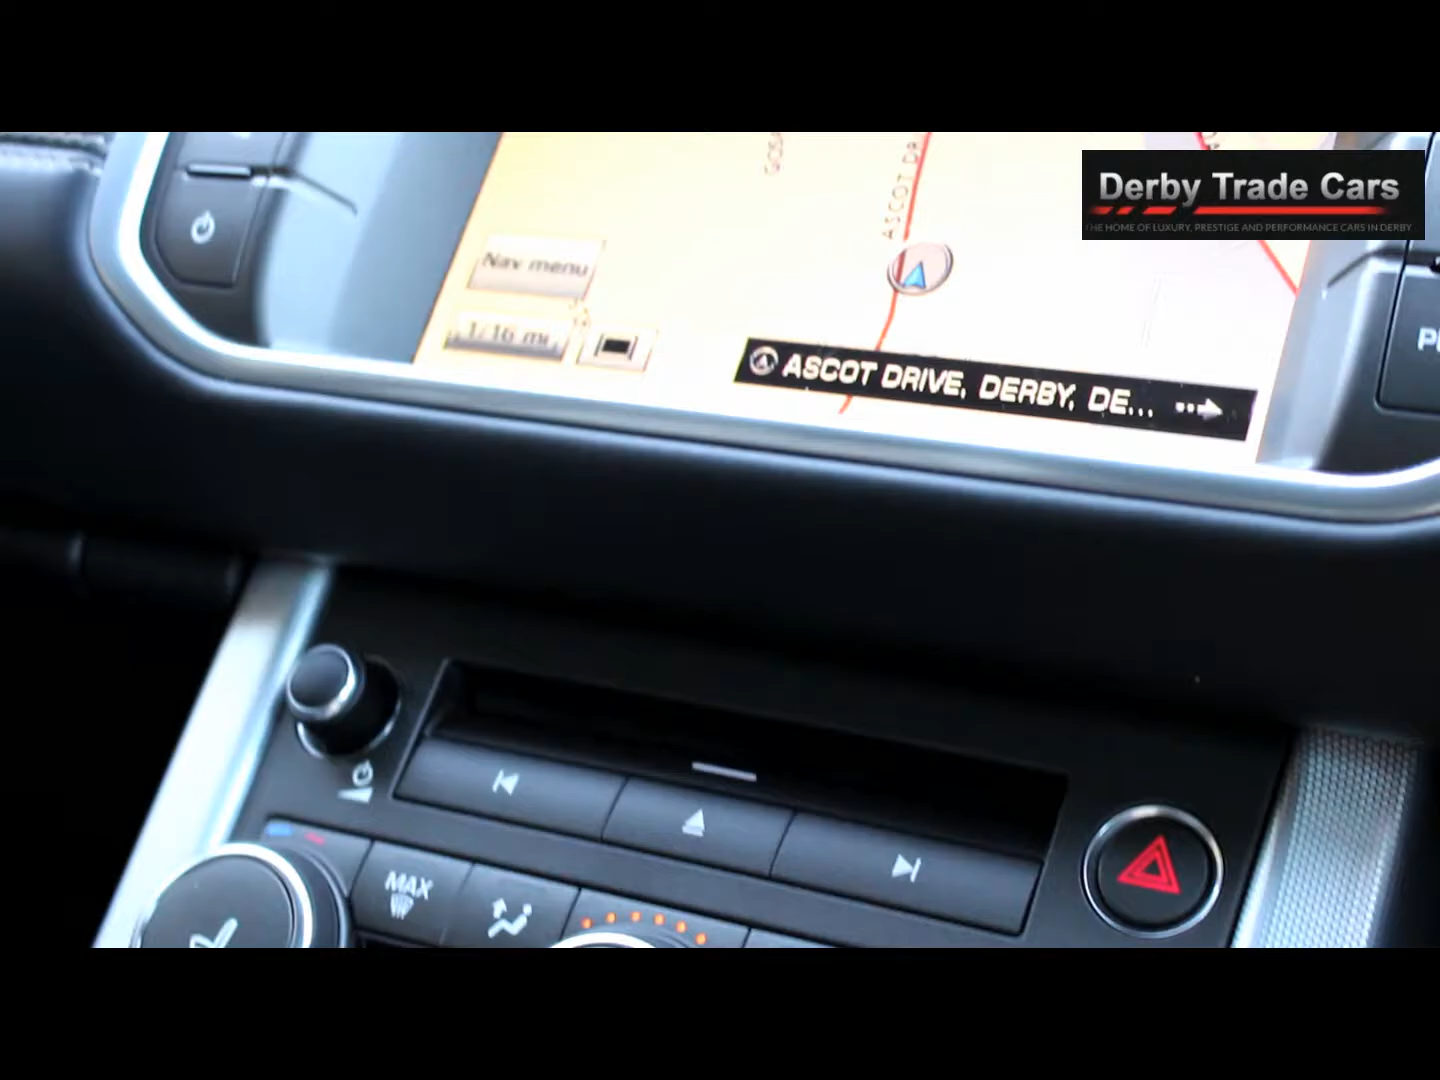 Derby Trade Cars
THE HOME OF LUXURY, PRESTIGE AND PERFORMANCE CARS IN DERBY
ASCOT DR
Nav menu
1/16 mi
ASCOT DRIVE, DERBY, DE...
MAX